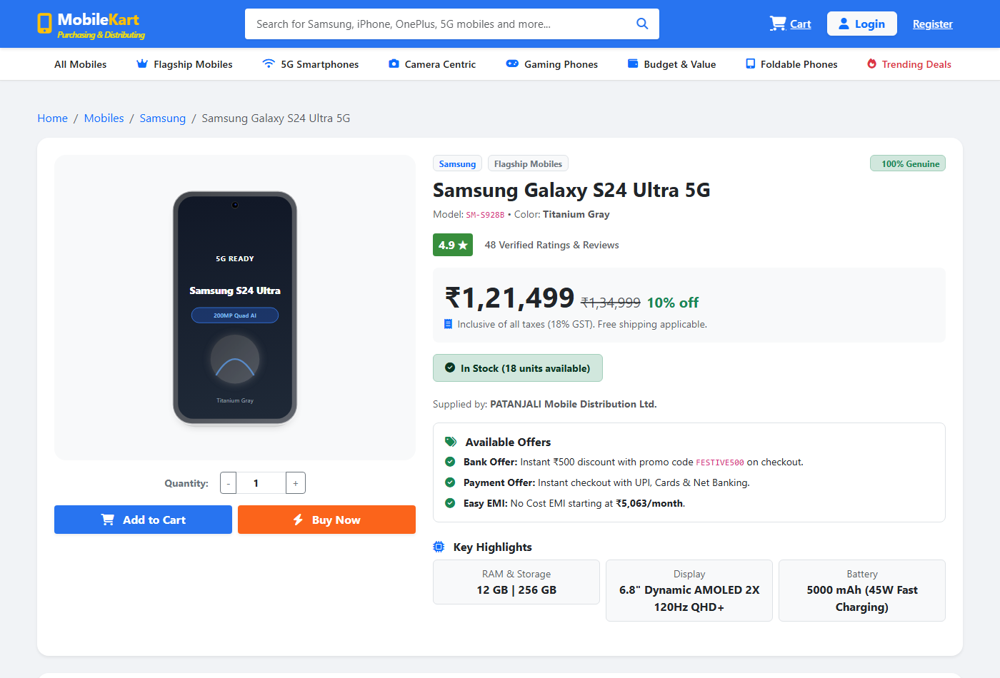 MobileKart
Purchasing & Distributing
Search for Samsung, iPhone, OnePlus, 5G mobiles and more...
Cart
Login
Register
All Mobiles
Flagship Mobiles
5G Smartphones
Camera Centric
Gaming Phones
Budget & Value
Foldable Phones
Trending Deals
Home / Mobiles / Samsung / Samsung Galaxy S24 Ultra 5G
5G READY
Samsung S24 Ultra
200MP Quad AI
Titanium Gray
Quantity: - 1 +
Add to Cart
Buy Now
Samsung
Flagship Mobiles
100% Genuine
Samsung Galaxy S24 Ultra 5G
Model: SM-S928B • Color: Titanium Gray
4.9 ★
48 Verified Ratings & Reviews
₹1,21,499 ₹1,34,999 10% off
Inclusive of all taxes (18% GST). Free shipping applicable.
In Stock (18 units available)
Supplied by: PATANJALI Mobile Distribution Ltd.
Available Offers
Bank Offer: Instant ₹500 discount with promo code FESTIVE500 on checkout.
Payment Offer: Instant checkout with UPI, Cards & Net Banking.
Easy EMI: No Cost EMI starting at ₹5,063/month.
Key Highlights
RAM & Storage
12 GB | 256 GB
Display
6.8" Dynamic AMOLED 2X
120Hz QHD+
Battery
5000 mAh (45W Fast
Charging)